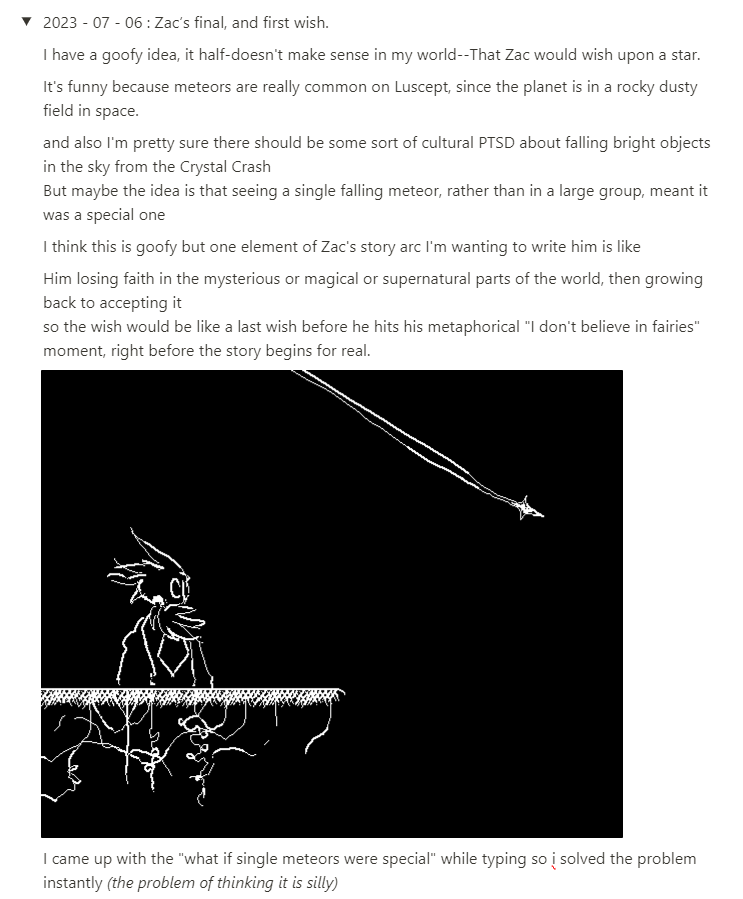 2023 - 07 - 06 : Zac's final, and first wish.
I have a goofy idea, it half-doesn't make sense in my world--That Zac would wish upon a star.
It's funny because meteors are really common on Luscept, since the planet is in a rocky dusty
field in space.
and also I'm pretty sure there should be some sort of cultural PTSD about falling bright objects
in the sky from the Crystal Crash
But maybe the idea is that seeing a single falling meteor, rather than in a large group, meant it
was a special one
I think this is goofy but one element of Zac's story arc I'm wanting to write him is like
Him losing faith in the mysterious or magical or supernatural parts of the world, then growing
back to accepting it
so the wish would be like a last wish before he hits his metaphorical "I don't believe in fairies"
moment, right before the story begins for real.
I came up with the "what if single meteors were special" while typing so i solved the problem
instantly (the problem of thinking it is silly)